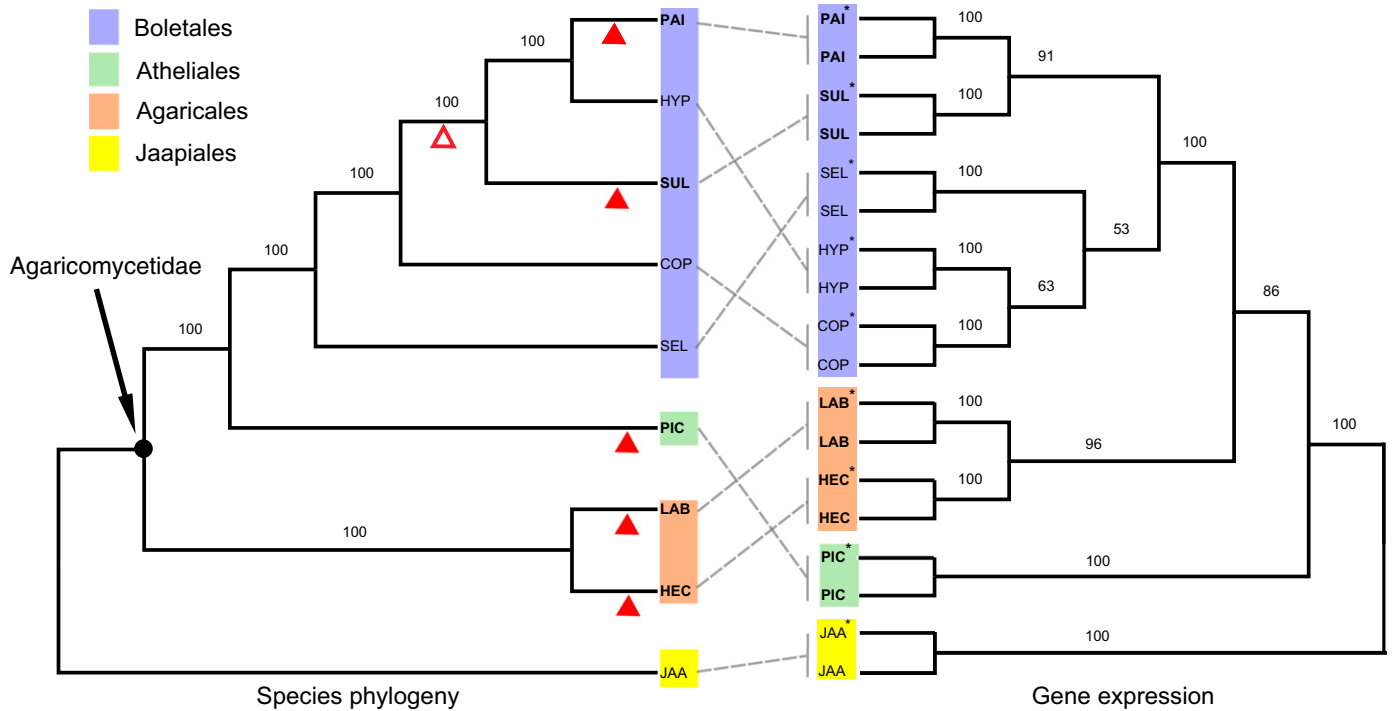 Boletales
Atheliales
Agaricales
Jaapiales
Agaricomycetidae
100
100
100
100
100
100
PAI
HYP
SUL
COP
SEL
PIC
LAB
HEC
JAA
Species phylogeny
PAI*
PAI
SUL*
SUL
SEL*
SEL
HYP*
HYP
COP*
COP
LAB*
LAB
HEC*
HEC
PIC*
PIC
JAA*
JAA
100
91
100
100
100
53
100
63
100
86
100
96
100
100
100
100
Gene expression